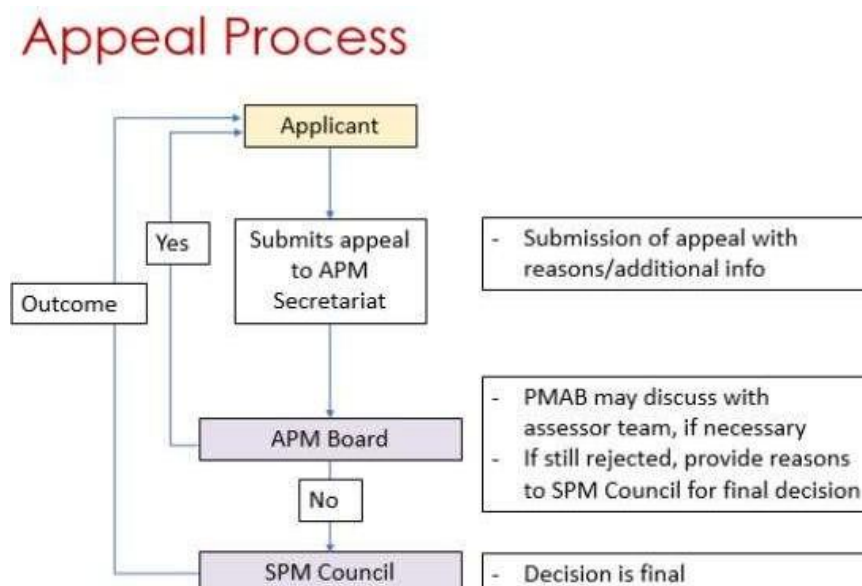 Appeal Process
Applicant
Yes
Submits appeal
to APM
Secretariat
- Submission of appeal with
reasons/additional info
Outcome
APM Board
- PMAB may discuss with
assessor team, if necessary
- If still rejected, provide reasons
to SPM Council for final decision
No
SPM Council
- Decision is final